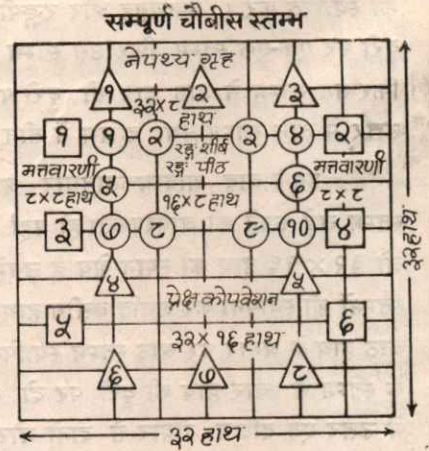 सम्पूर्ण चौबीस स्तम्भ
नेपथ्य गृह
१ २ ३
३२×८
हाथ
१ १ २ ३ ४ २
रङ्ग शीर्ष
मत्तवारणी रङ्ग पीठ मत्तवारणी
५ ६
८×८ हाथ १६×८ हाथ ८×८
३ ७ ८ ९ १० ४
४ ५
प्रेक्षकोपवेशन
५ ६
३२×१६ हाथ
६ ७ ८
३२ हाथ
३२ हाथ